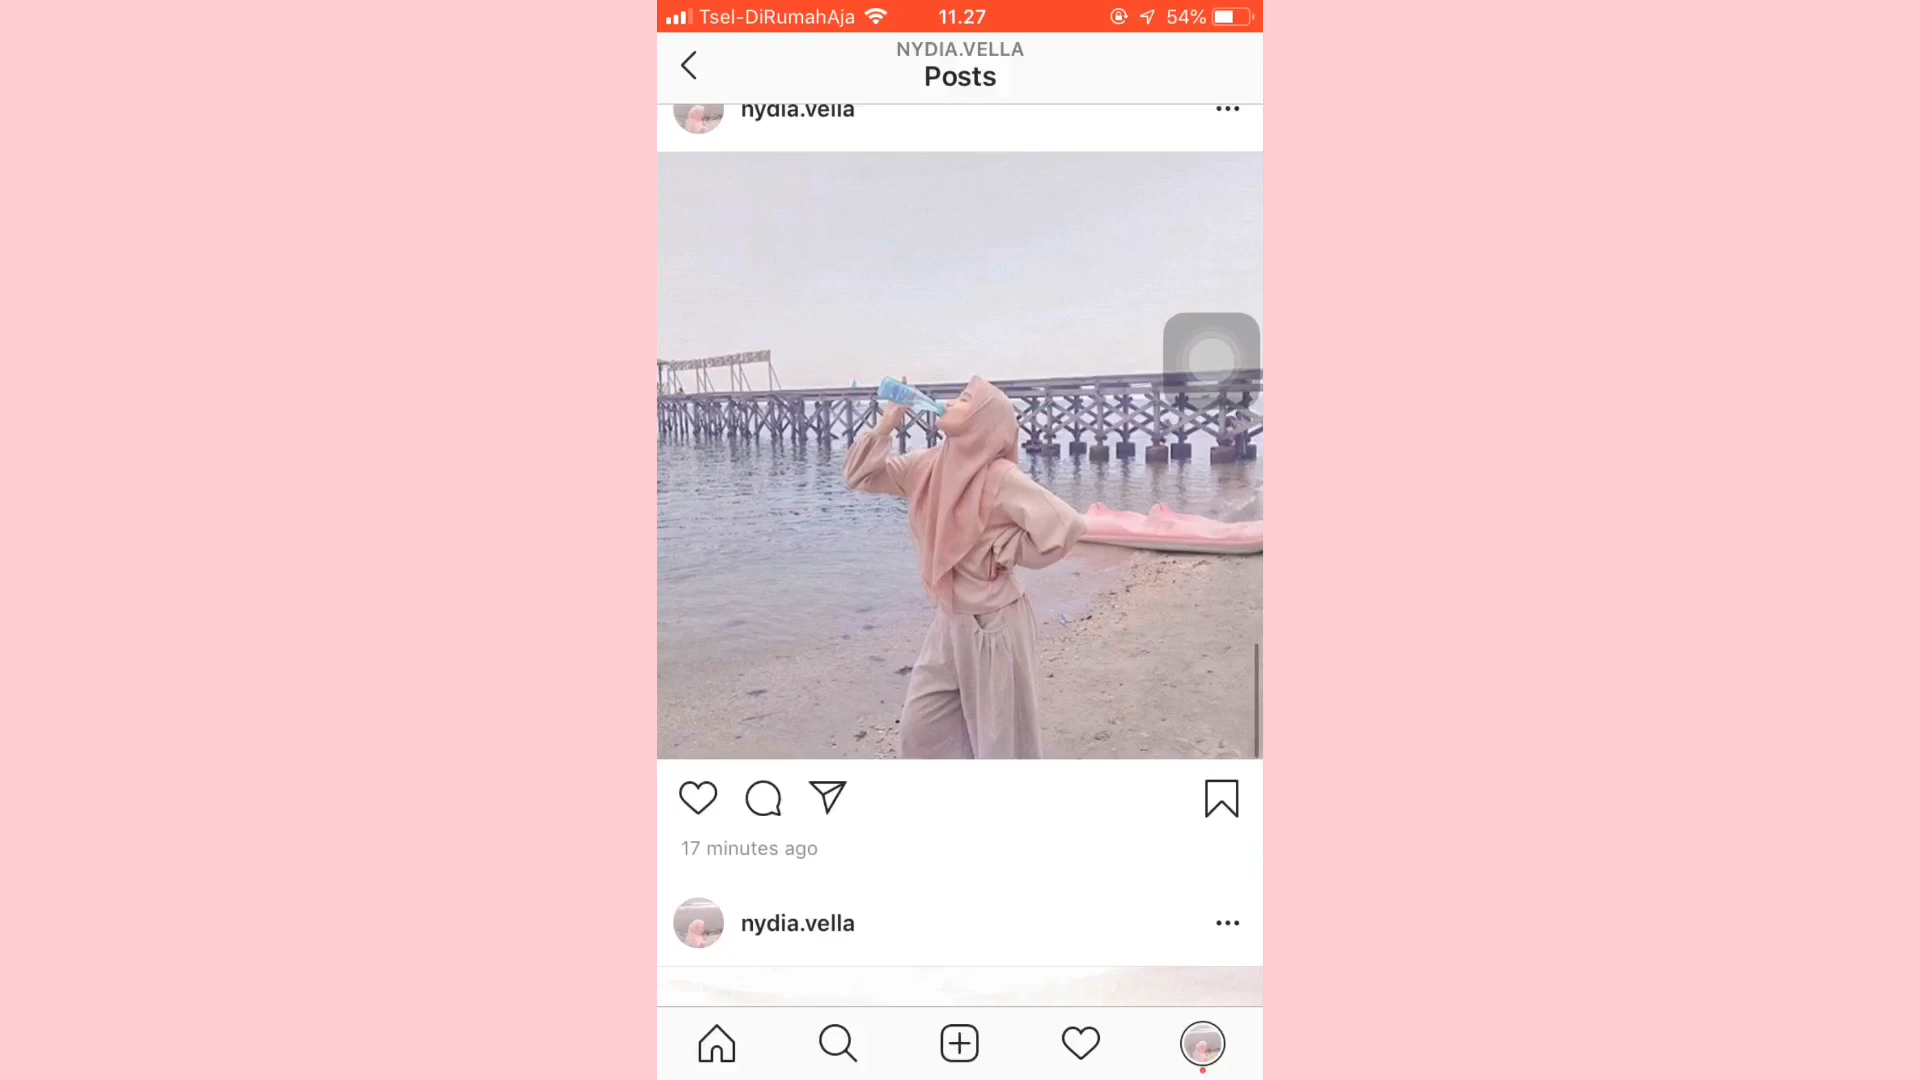 Tsel-DiRumahAja 11.27 54%
NYDIA.VELLA
Posts
nydia.vella
17 minutes ago
nydia.vella